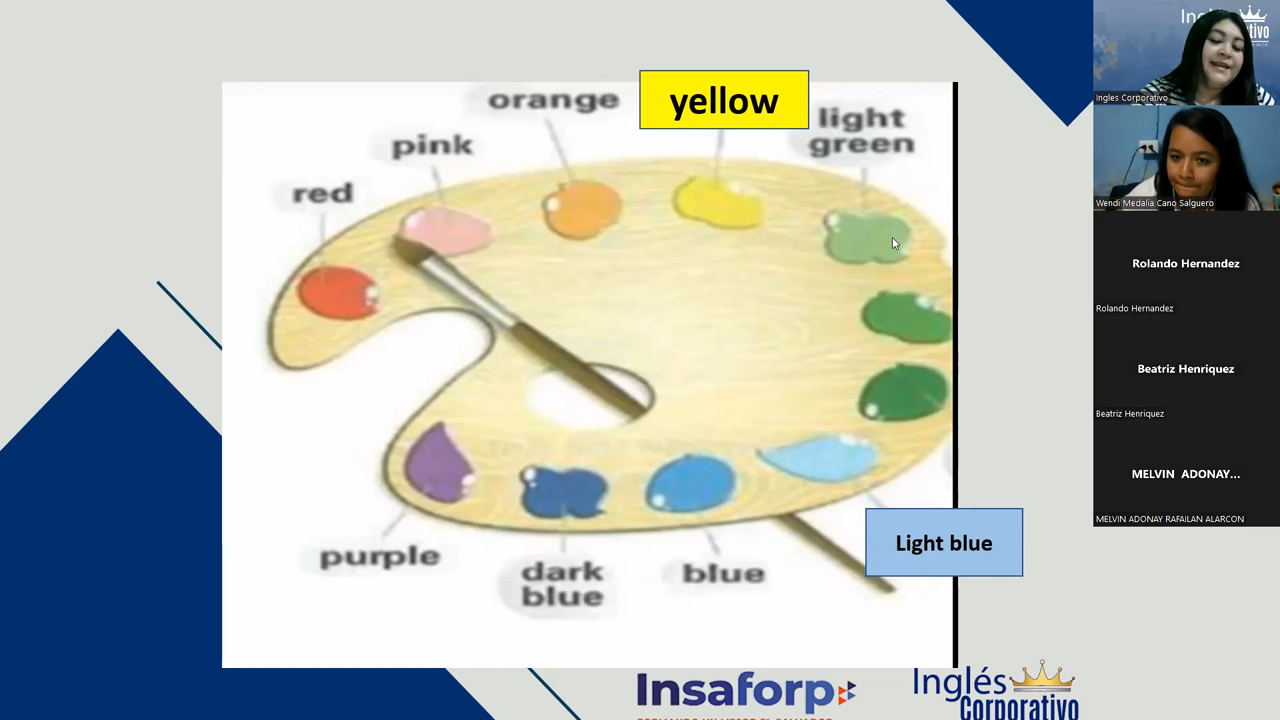 orange
yellow
light
green
pink
red
purple
dark
blue
blue
Light blue
Insaforp
Inglés
Corporativo
Ingles Corporativo
Wendi Medalia Cano Salguero
Rolando Hernandez
Rolando Hernandez
Beatriz Henriquez
Beatriz Henriquez
MELVIN ADONAY...
MELVIN ADONAY RAFAILAN ALARCON